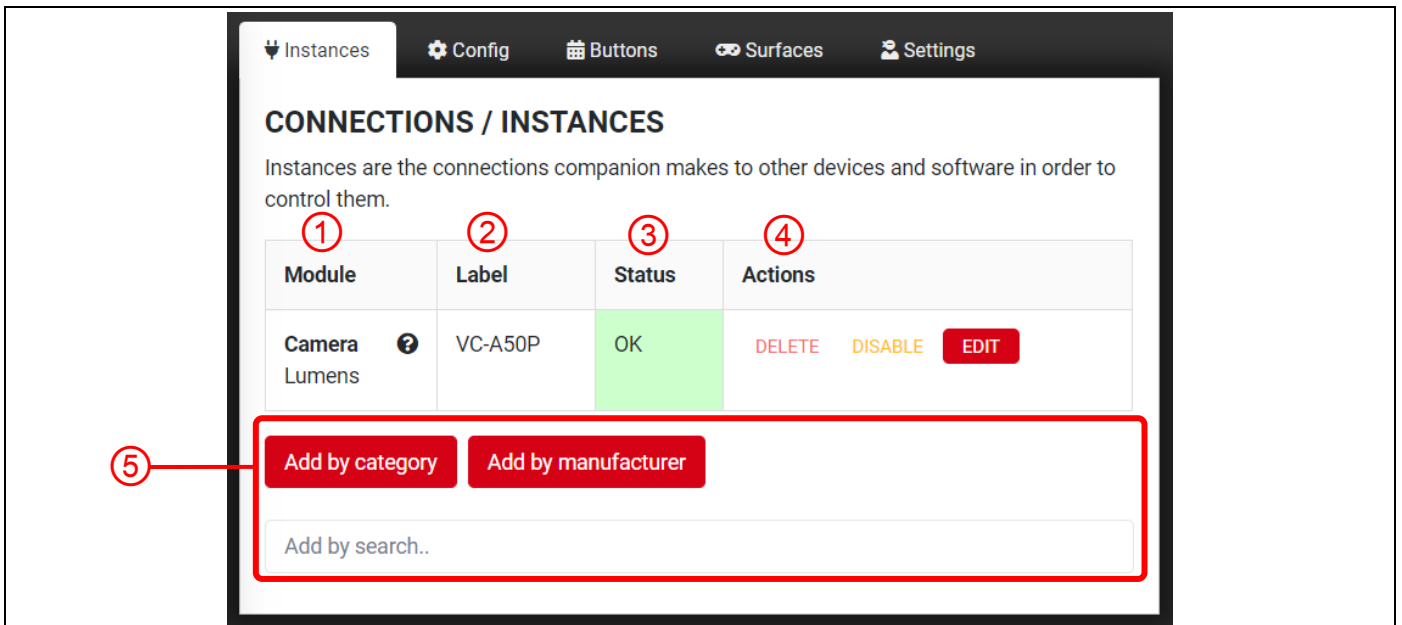 Instances Config Buttons Surfaces Settings
CONNECTIONS / INSTANCES
Instances are the connections companion makes to other devices and software in order to
control them.
① ② ③ ④
Module Label Status Actions
Camera VC-A50P OK DELETE DISABLE EDIT
Lumens
⑤ Add by category Add by manufacturer
Add by search..